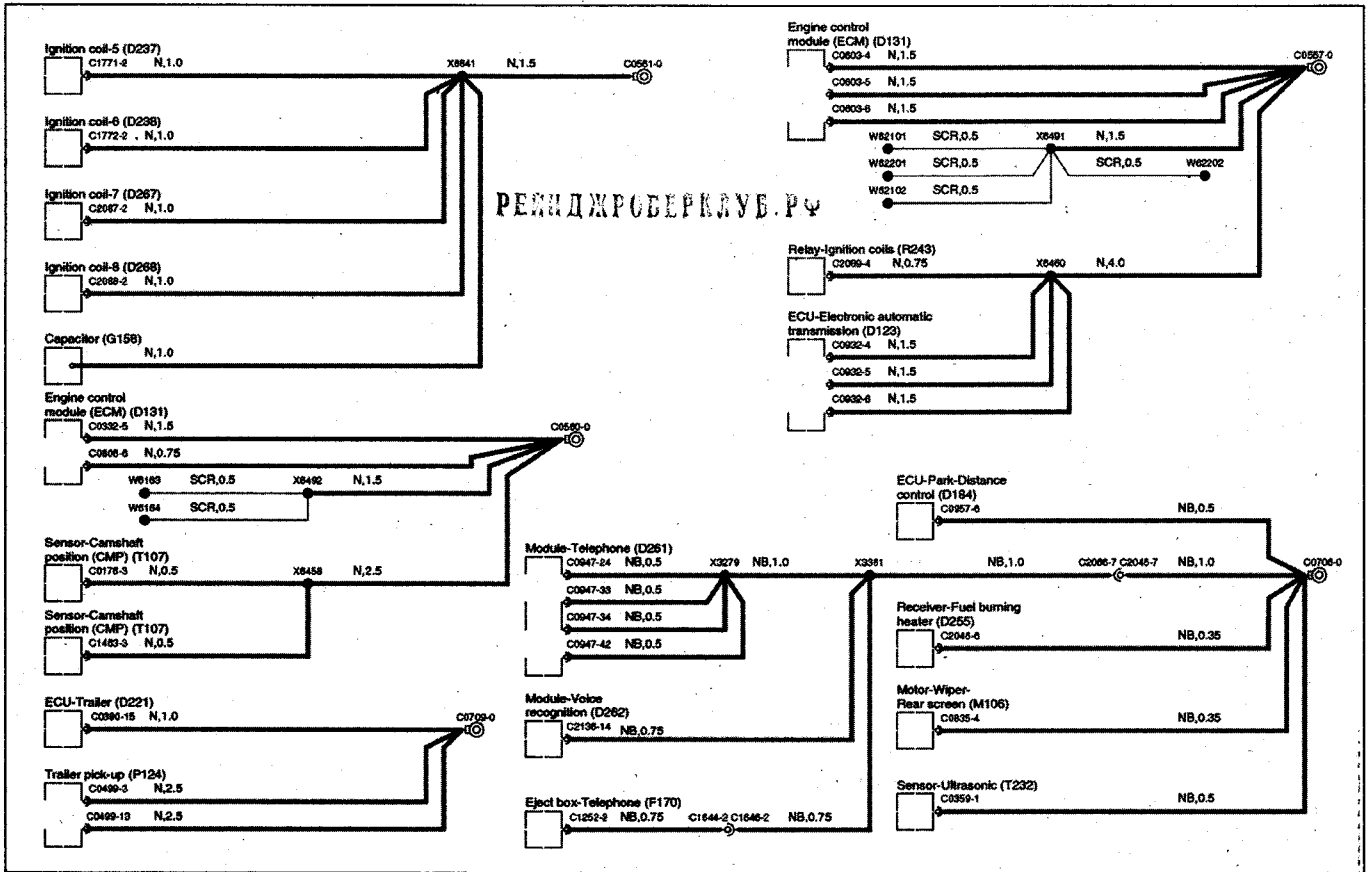 Ignition coil-5 (D237)
C1771-2 N,1.0 X6841 N,1.5 C0561-0
Ignition coil-6 (D238)
C1772-2 N,1.0
Ignition coil-7 (D267)
C2087-2 N,1.0
Ignition coil-8 (D268)
C2088-2 N,1.0
Capacitor (G158)
N,1.0
Engine control
module (ECM) (D131)
C0332-5 N,1.5 C0560-0
C0606-6 N,0.75
W6163 SCR,0.5 X6492 N,1.5
W6164 SCR,0.5
Sensor-Camshaft
position (CMP) (T107)
C0176-3 N,0.5 X6458 N,2.5
Sensor-Camshaft
position (CMP) (T107)
C1463-3 N,0.5
ECU-Trailer (D221)
C0390-15 N,1.0 C0709-0
Trailer pick-up (P124)
C0499-3 N,2.5
C0499-13 N,2.5
РЕЙНДЖРОВЕРКЛУБ.РФ
Engine control
module (ECM) (D131)
C0603-4 N,1.5 C0557-0
C0603-5 N,1.5
C0603-6 N,1.5
W62101 SCR,0.5 X6491 N,1.5
W62201 SCR,0.5 SCR,0.5 W62202
W62102 SCR,0.5
Relay-Ignition coils (R243)
C2099-4 N,0.75 X6460 N,4.0
ECU-Electronic automatic
transmission (D123)
C0932-4 N,1.5
C0932-5 N,1.5
C0932-6 N,1.5
Module-Telephone (D261)
C0947-24 NB,0.5 X3279 NB,1.0 X3361 NB,1.0 C2066-7 C2045-7 NB,1.0 C0706-0
C0947-33 NB,0.5
C0947-34 NB,0.5
C0947-42 NB,0.5
Module-Voice
recognition (D262)
C2136-14 NB,0.75
Eject box-Telephone (F170)
C1252-2 NB,0.75 C1644-2 C1646-2 NB,0.75
ECU-Park-Distance
control (D184)
C0957-6 NB,0.5
Receiver-Fuel burning
heater (D255)
C2046-6 NB,0.35
Motor-Wiper-
Rear screen (M106)
C0835-4 NB,0.35
Sensor-Ultrasonic (T232)
C0359-1 NB,0.5